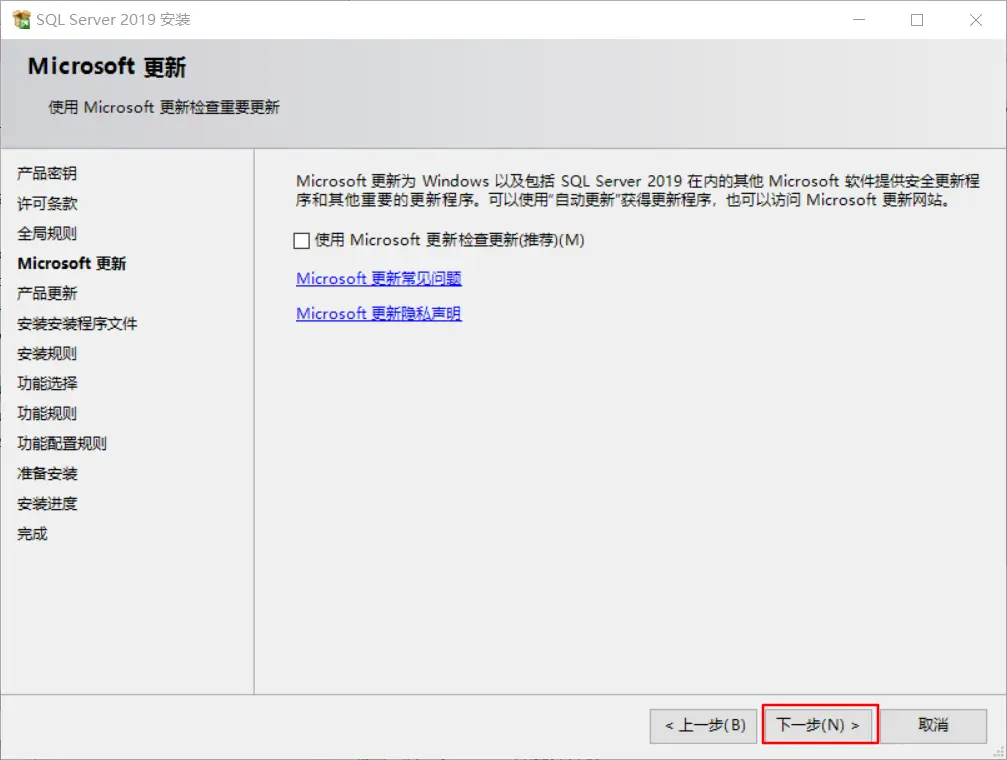 SQL Server 2019 安装
Microsoft 更新
使用 Microsoft 更新检查重要更新
产品密钥
许可条款
全局规则
Microsoft 更新
产品更新
安装安装程序文件
安装规则
功能选择
功能规则
功能配置规则
准备安装
安装进度
完成
Microsoft 更新为 Windows 以及包括 SQL Server 2019 在内的其他 Microsoft 软件提供安全更新程
序和其他重要的更新程序。可以使用"自动更新"获得更新程序，也可以访问 Microsoft 更新网站。
使用 Microsoft 更新检查更新(推荐)(M)
Microsoft 更新常见问题
Microsoft 更新隐私声明
< 上一步(B)
下一步(N) >
取消